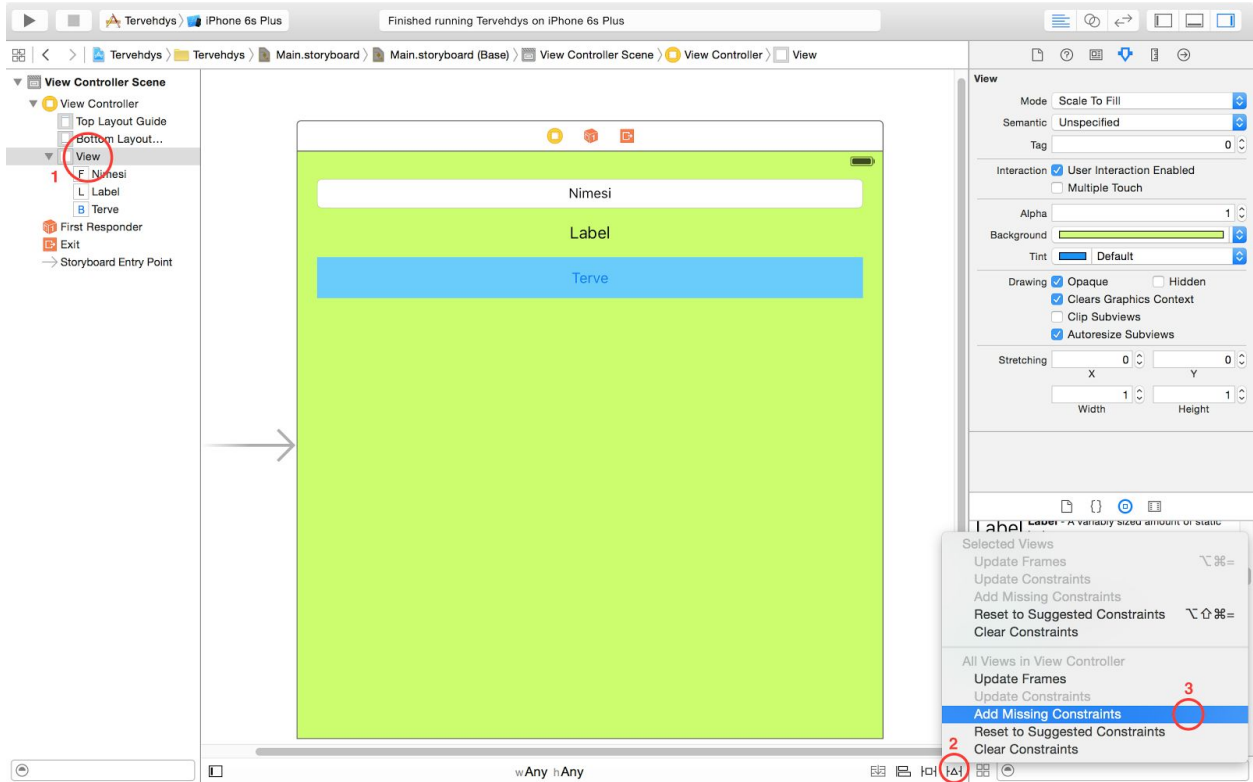 Tervehdys
iPhone 6s Plus
Finished running Tervehdys on iPhone 6s Plus
Tervehdys
Tervehdys
Main.storyboard
Main.storyboard (Base)
View Controller Scene
View Controller
View
View Controller Scene
View Controller
Top Layout Guide
Bottom Layout…
View
1
F Nimesi
L Label
B Terve
First Responder
Exit
Storyboard Entry Point
Nimesi
Label
Terve
wAny hAny
View
Mode Scale To Fill
Semantic Unspecified
Tag 0
Interaction User Interaction Enabled
Multiple Touch
Alpha 1
Background
Tint Default
Drawing Opaque Hidden
Clears Graphics Context
Clip Subviews
Autoresize Subviews
Stretching 0 0
X Y
1 1
Width Height
Label Label - A variably sized amount of static
Selected Views
Update Frames ⌥⌘=
Update Constraints
Add Missing Constraints
Reset to Suggested Constraints ⌥⇧⌘=
Clear Constraints
All Views in View Controller
Update Frames
Update Constraints
3
Add Missing Constraints
Reset to Suggested Constraints
2
Clear Constraints